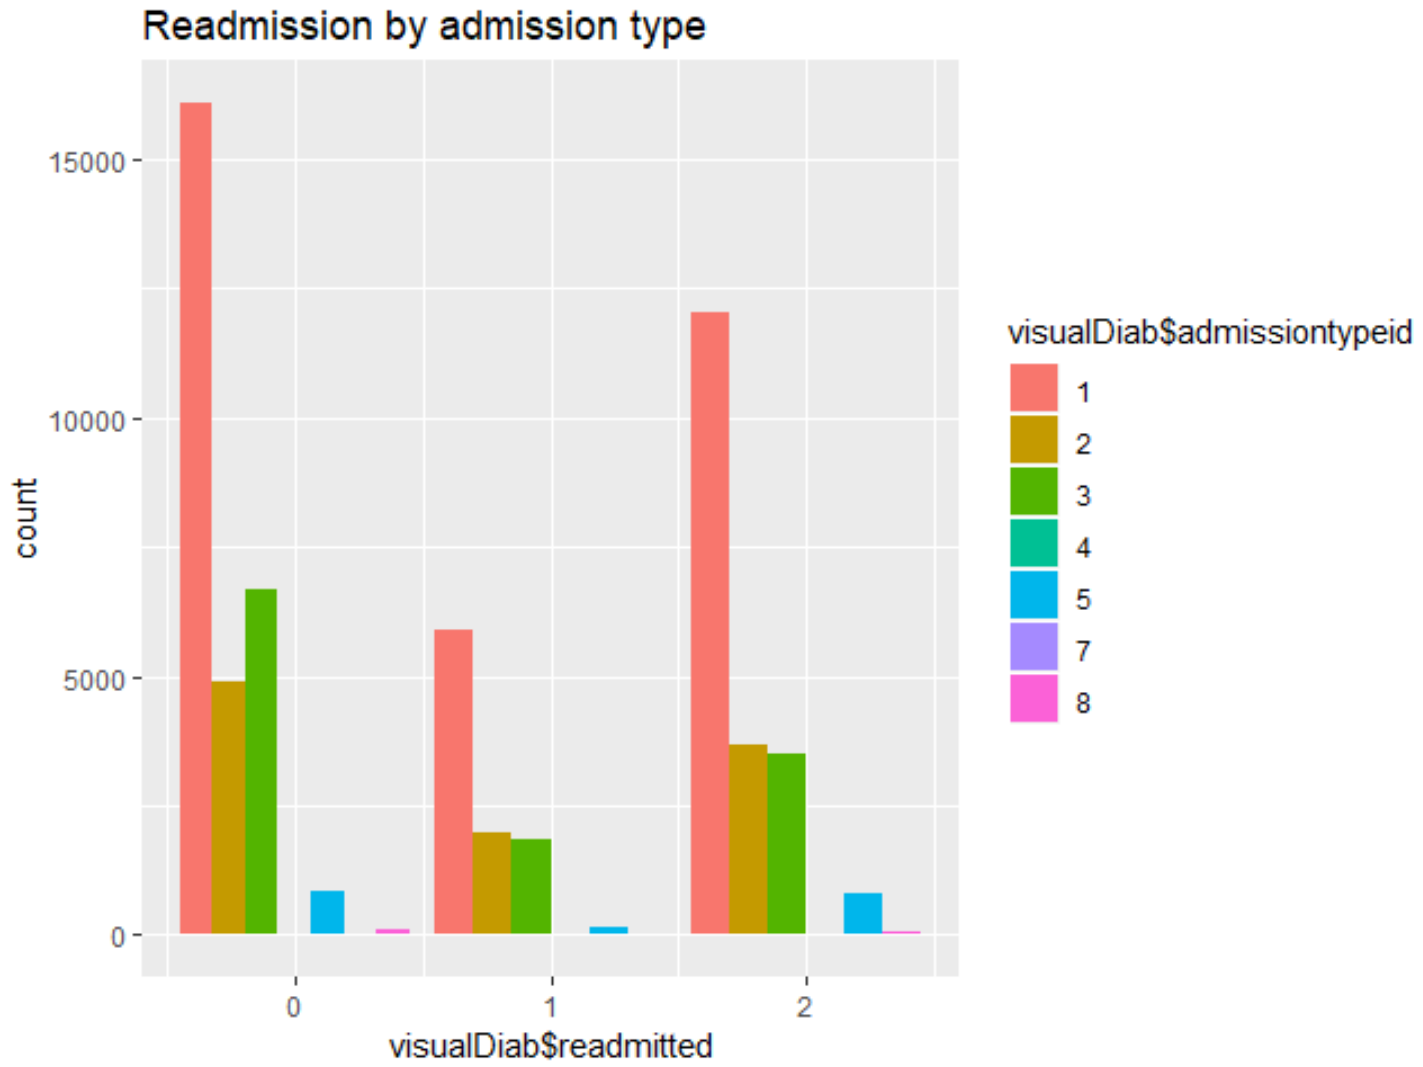 Readmission by admission type
15000
10000
5000
0
count
0 1 2
visualDiab$readmitted
visualDiab$admissiontypeid
1
2
3
4
5
7
8